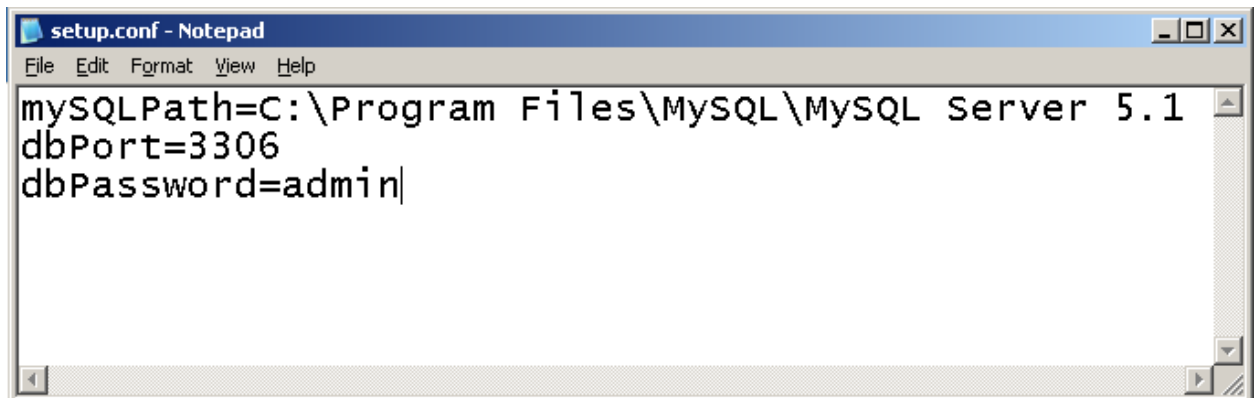 setup.conf - Notepad
File Edit Format View Help
mySQLPath=C:\Program Files\MySQL\MySQL Server 5.1
dbPort=3306
dbPassword=admin